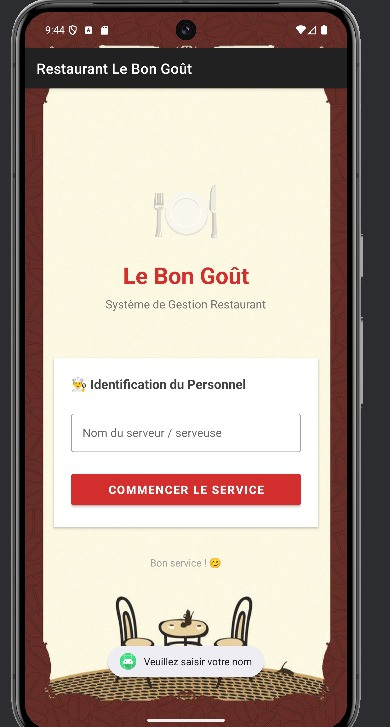 9:44
Restaurant Le Bon Goût
Le Bon Goût
Système de Gestion Restaurant
👨‍🍳 Identification du Personnel
Nom du serveur / serveuse
COMMENCER LE SERVICE
Bon service ! 😊
Veuillez saisir votre nom